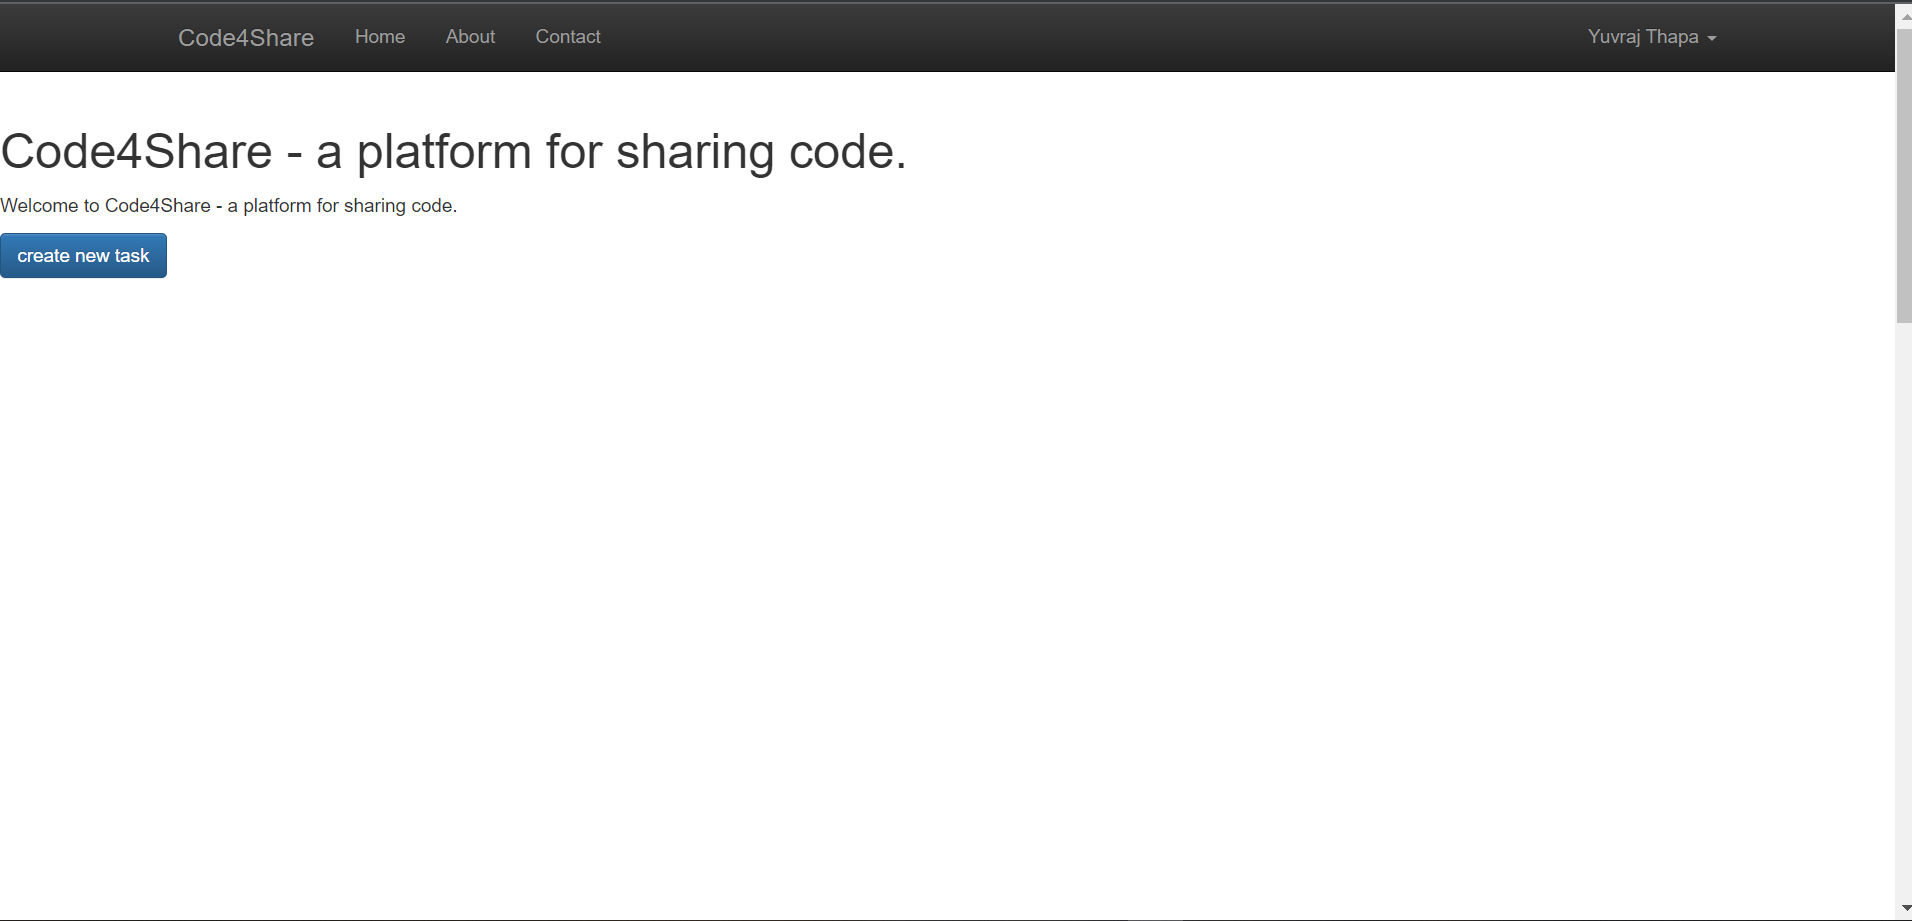 Code4Share Home About Contact Yuvraj Thapa
Code4Share - a platform for sharing code.
Welcome to Code4Share - a platform for sharing code.
create new task